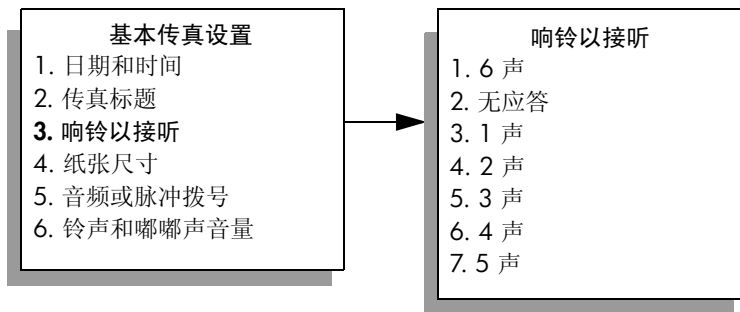 基本传真设置
1. 日期和时间
2. 传真标题
3. 响铃以接听
4. 纸张尺寸
5. 音频或脉冲拨号
6. 铃声和嘟嘟声音量
响铃以接听
1. 6 声
2. 无应答
3. 1 声
4. 2 声
5. 3 声
6. 4 声
7. 5 声